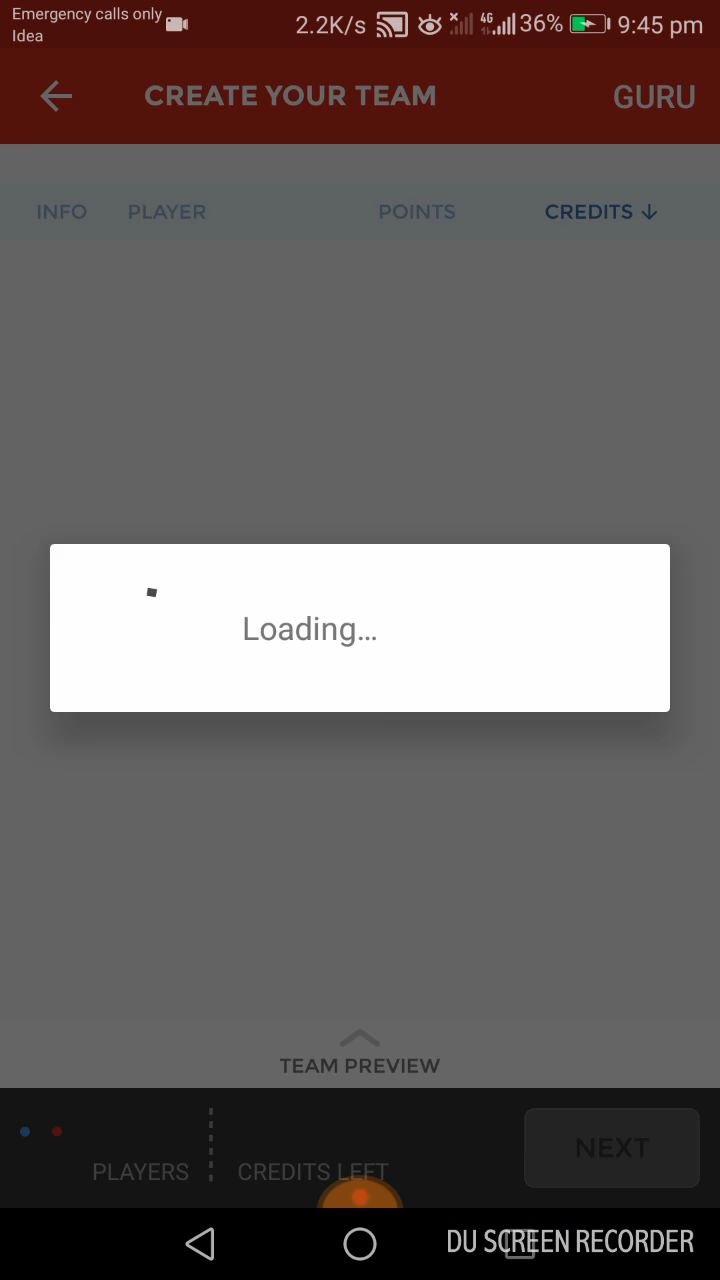 Emergency calls only
Idea
2.2K/s
4G
36%
9:45 pm
CREATE YOUR TEAM
GURU
INFO
PLAYER
POINTS
CREDITS
Loading...
TEAM PREVIEW
PLAYERS
CREDITS LEFT
NEXT
DU SCREEN RECORDER